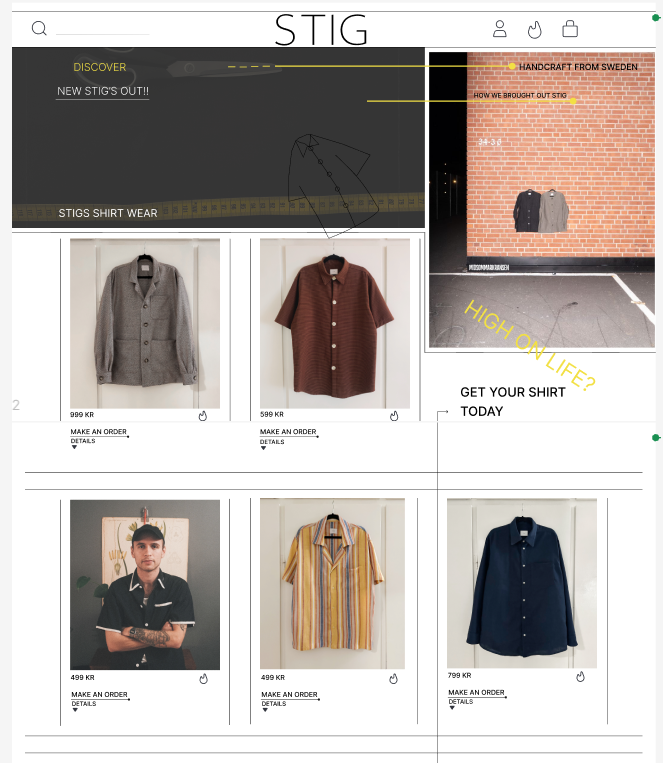 STIG
DISCOVER
NEW STIG'S OUT!!
STIGS SHIRT WEAR
HANDCRAFT FROM SWEDEN
HOW WE BROUGHT OUT STIG
MIDSOMMARKRANSEN
HIGH ON LIFE?
GET YOUR SHIRT
TODAY
2
999 KR
MAKE AN ORDER
DETAILS
599 KR
MAKE AN ORDER
DETAILS
499 KR
MAKE AN ORDER
DETAILS
499 KR
MAKE AN ORDER
DETAILS
799 KR
MAKE AN ORDER
DETAILS